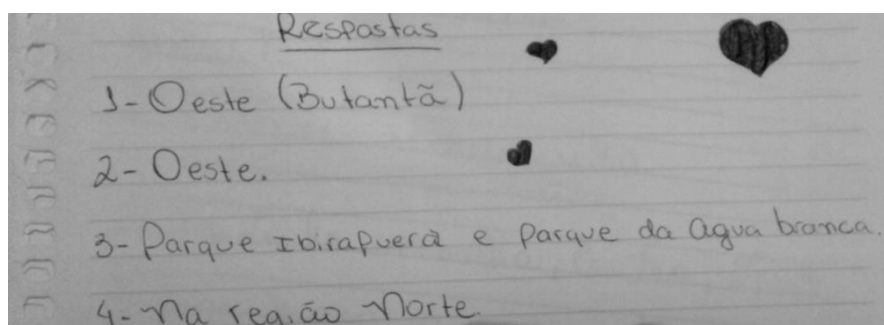 Respostas
1- Oeste (Butantã)
2- Oeste.
3- Parque Ibirapuera e Parque da Agua branca.
4- Na região Norte.